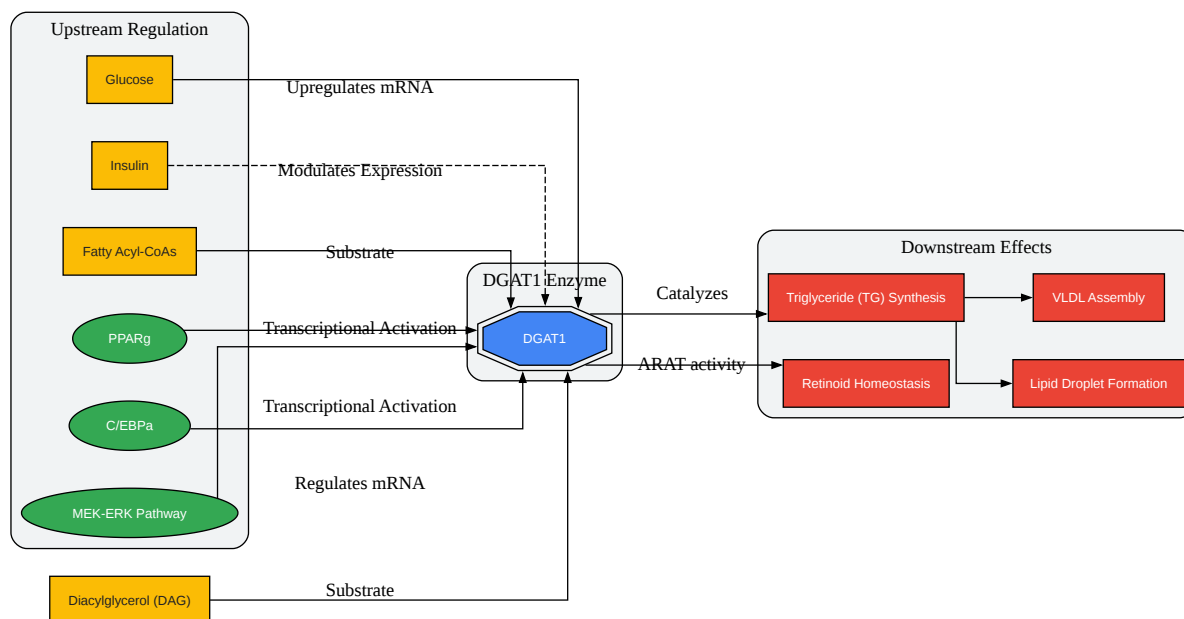 Upstream Regulation
Glucose
Upregulates mRNA
Insulin
Modulates Expression
Fatty Acyl-CoAs
Substrate
Downstream Effects
DGAT1 Enzyme
Catalyzes
Triglyceride (TG) Synthesis
VLDL Assembly
PPARg
Transcriptional Activation
DGAT1
ARAT activity
Retinoid Homeostasis
Lipid Droplet Formation
C/EBPa
Transcriptional Activation
Regulates mRNA
MEK-ERK Pathway
Diacylglycerol (DAG)
Substrate